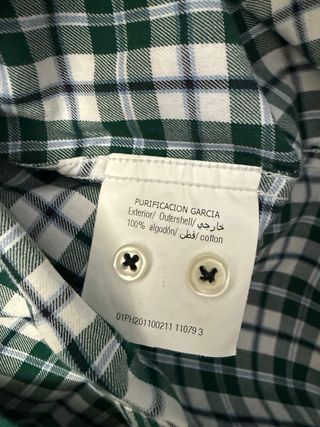 PURIFICACION GARCIA
Exterior/ Outershell/ خارجي
100% algodón/ قطن/ cotton
01PH201100211 11079 3